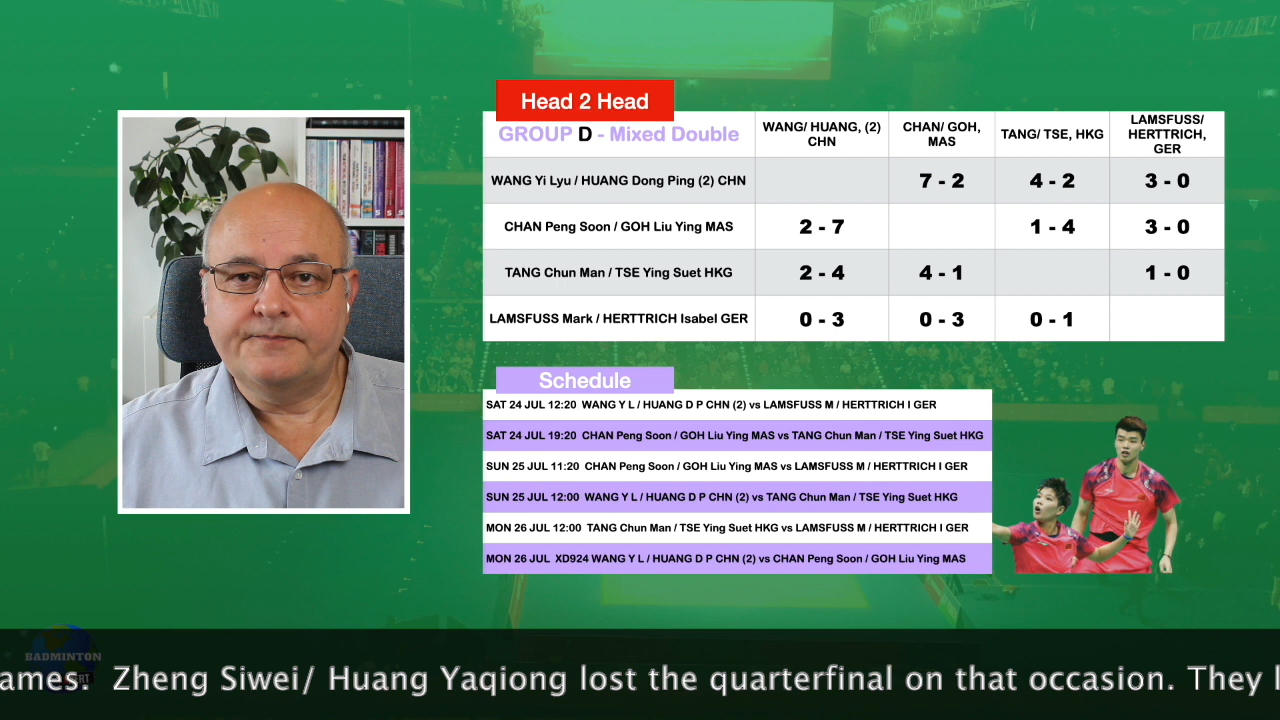 Head 2 Head
GROUP D - Mixed Double
WANG/ HUANG, (2)
CHN
CHAN/ GOH,
MAS
TANG/ TSE, HKG
LAMSFUSS/
HERTTRICH,
GER
WANG Yi Lyu / HUANG Dong Ping (2) CHN 7 - 2 4 - 2 3 - 0
CHAN Peng Soon / GOH Liu Ying MAS 2 - 7 1 - 4 3 - 0
TANG Chun Man / TSE Ying Suet HKG 2 - 4 4 - 1 1 - 0
LAMSFUSS Mark / HERTTRICH Isabel GER 0 - 3 0 - 3 0 - 1
Schedule
SAT 24 JUL 12:20 WANG Y L / HUANG D P CHN (2) vs LAMSFUSS M / HERTTRICH I GER
SAT 24 JUL 19:20 CHAN Peng Soon / GOH Liu Ying MAS vs TANG Chun Man / TSE Ying Suet HKG
SUN 25 JUL 11:20 CHAN Peng Soon / GOH Liu Ying MAS vs LAMSFUSS M / HERTTRICH I GER
SUN 25 JUL 12:00 WANG Y L / HUANG D P CHN (2) vs TANG Chun Man / TSE Ying Suet HKG
MON 26 JUL 12:00 TANG Chun Man / TSE Ying Suet HKG vs LAMSFUSS M / HERTTRICH I GER
MON 26 JUL XD924 WANG Y L / HUANG D P CHN (2) vs CHAN Peng Soon / GOH Liu Ying MAS
BADMINTON
ames. Zheng Siwei/ Huang Yaqiong lost the quarterfinal on that occasion. They